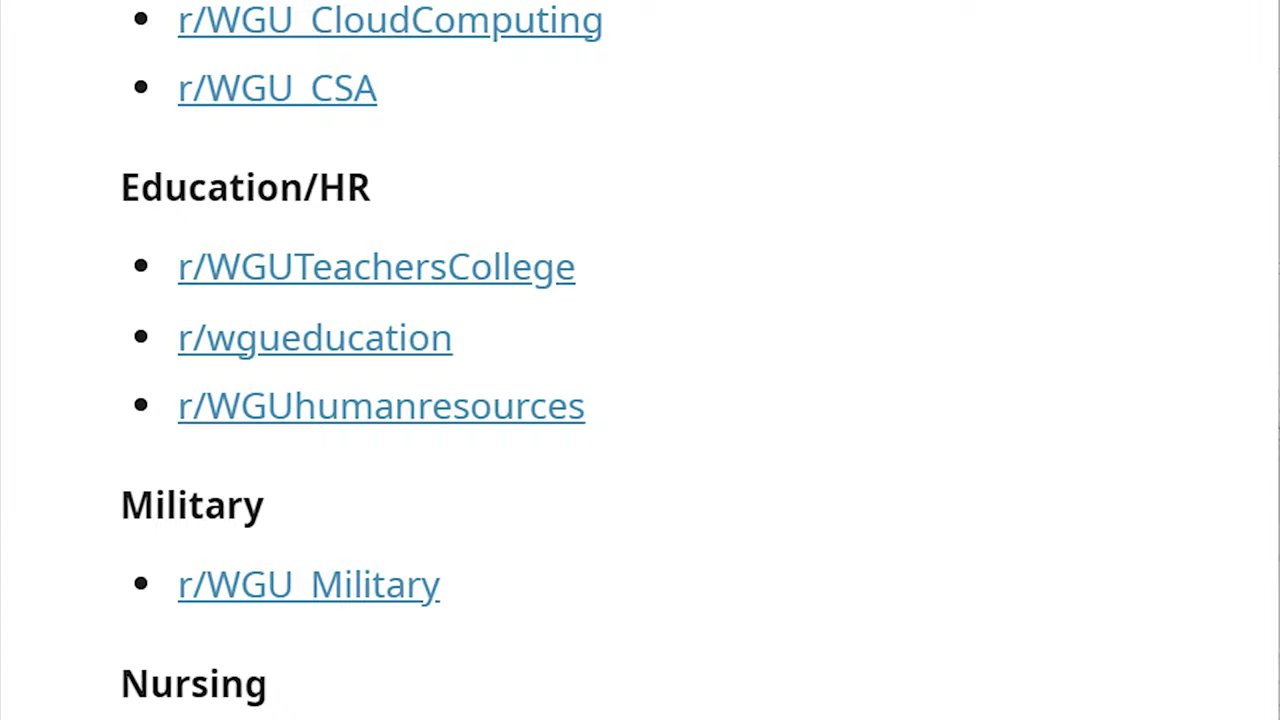 r/WGU_CloudComputing
r/WGU_CSA
Education/HR
r/WGUTeachersCollege
r/wgueducation
r/WGUhumanresources
Military
r/WGU_Military
Nursing